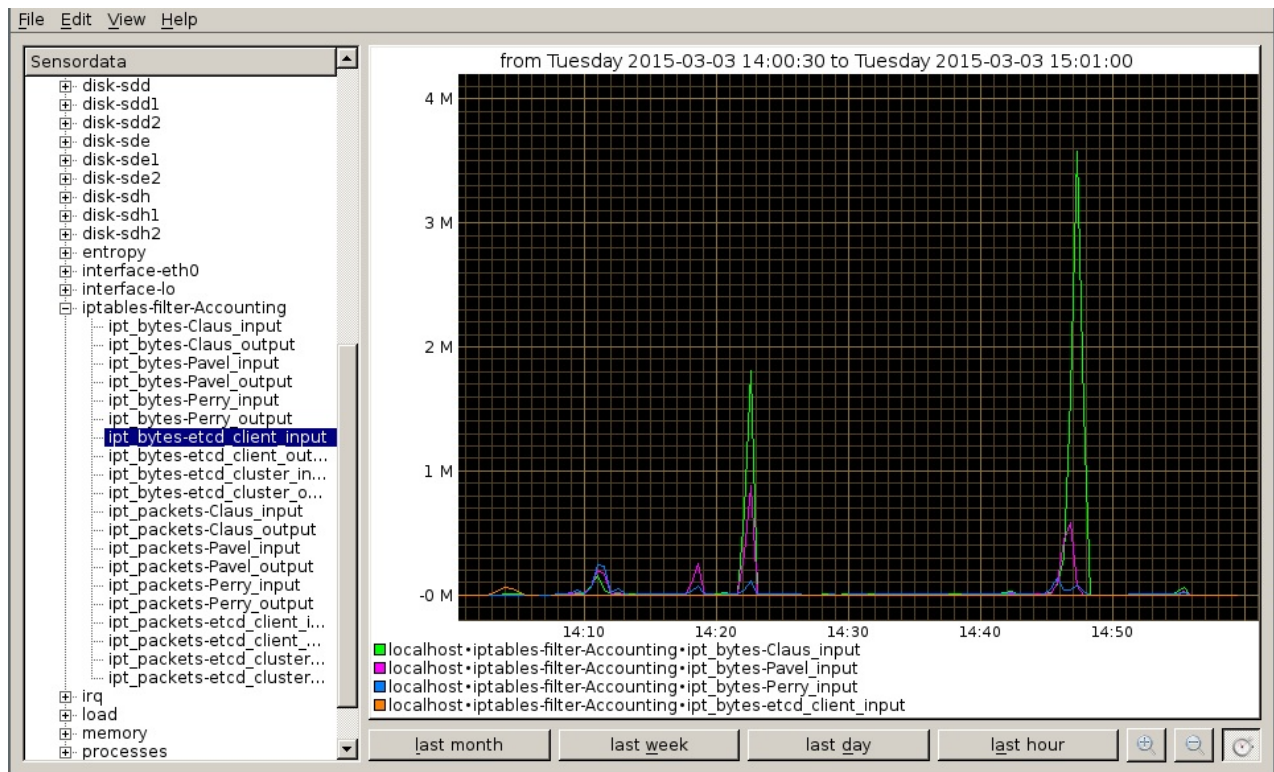 File Edit View Help
Sensordata
disk-sdd
disk-sdd1
disk-sdd2
disk-sde
disk-sde1
disk-sde2
disk-sdh
disk-sdh1
disk-sdh2
entropy
interface-eth0
interface-lo
iptables-filter-Accounting
ipt_bytes-Claus_input
ipt_bytes-Claus_output
ipt_bytes-Pavel_input
ipt_bytes-Pavel_output
ipt_bytes-Perry_input
ipt_bytes-Perry_output
ipt_bytes-etcd_client_input
ipt_bytes-etcd_client_out...
ipt_bytes-etcd_cluster_in...
ipt_bytes-etcd_cluster_o...
ipt_packets-Claus_input
ipt_packets-Claus_output
ipt_packets-Pavel_input
ipt_packets-Pavel_output
ipt_packets-Perry_input
ipt_packets-Perry_output
ipt_packets-etcd_client_i...
ipt_packets-etcd_client_...
ipt_packets-etcd_cluster...
ipt_packets-etcd_cluster...
irq
load
memory
processes
from Tuesday 2015-03-03 14:00:30 to Tuesday 2015-03-03 15:01:00
4 M
3 M
2 M
1 M
-0 M
14:10 14:20 14:30 14:40 14:50
localhost•iptables-filter-Accounting•ipt_bytes-Claus_input
localhost•iptables-filter-Accounting•ipt_bytes-Pavel_input
localhost•iptables-filter-Accounting•ipt_bytes-Perry_input
localhost•iptables-filter-Accounting•ipt_bytes-etcd_client_input
last month last week last day last hour